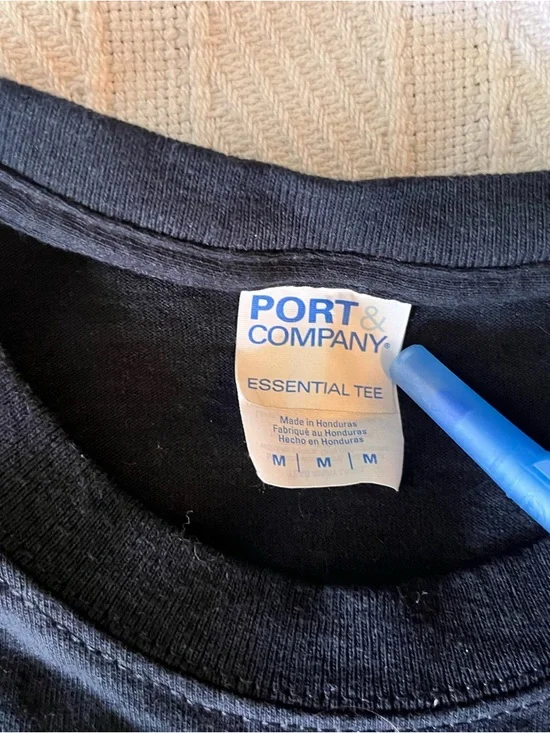 PORT &
COMPANY®
ESSENTIAL TEE
Made in Honduras
Fabriqué au Honduras
Hecho en Honduras
M | M | M